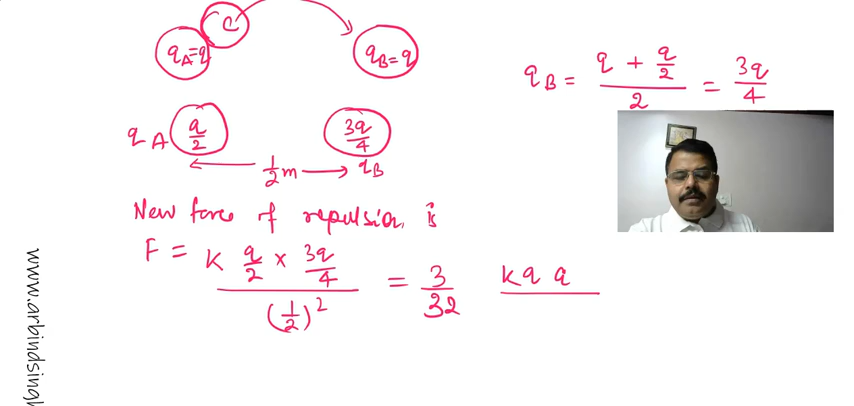 C
qA=q
qB=q
qB = (q + q/2)/2 = 3q/4
qA q/2
3q/4
1/2 m
qB
New force of repulsion, is
F = K q/2 × 3q/4 / (1/2)² = 3/32 Kq q
www.arbindsingh